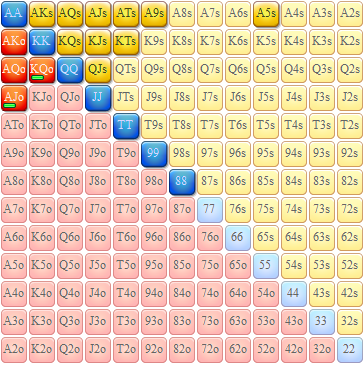 AA AKs AQs AJs ATs A9s A8s A7s A6s A5s A4s A3s A2s
AKo KK KQs KJs KTs K9s K8s K7s K6s K5s K4s K3s K2s
AQo KQo QQ QJs QTs Q9s Q8s Q7s Q6s Q5s Q4s Q3s Q2s
AJo KJo QJo JJ JTs J9s J8s J7s J6s J5s J4s J3s J2s
ATo KTo QTo JTo TT T9s T8s T7s T6s T5s T4s T3s T2s
A9o K9o Q9o J9o T9o 99 98s 97s 96s 95s 94s 93s 92s
A8o K8o Q8o J8o T8o 98o 88 87s 86s 85s 84s 83s 82s
A7o K7o Q7o J7o T7o 97o 87o 77 76s 75s 74s 73s 72s
A6o K6o Q6o J6o T6o 96o 86o 76o 66 65s 64s 63s 62s
A5o K5o Q5o J5o T5o 95o 85o 75o 65o 55 54s 53s 52s
A4o K4o Q4o J4o T4o 94o 84o 74o 64o 54o 44 43s 42s
A3o K3o Q3o J3o T3o 93o 83o 73o 63o 53o 43o 33 32s
A2o K2o Q2o J2o T2o 92o 82o 72o 62o 52o 42o 32o 22